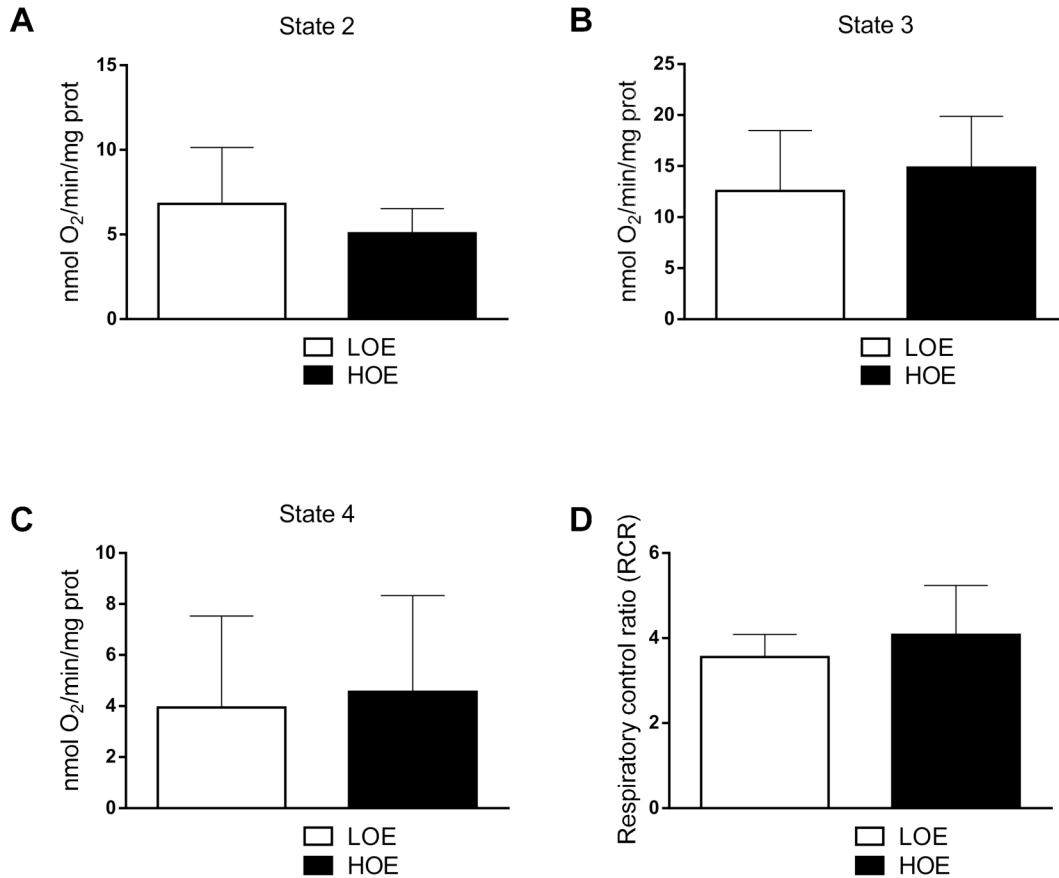 A
State 2
nmol O2/min/mg prot
15
10
5
0
LOE
HOE
B
State 3
nmol O2/min/mg prot
25
20
15
10
5
0
LOE
HOE
C
State 4
nmol O2/min/mg prot
10
8
6
4
2
0
LOE
HOE
D
Respiratory control ratio (RCR)
6
4
2
0
LOE
HOE